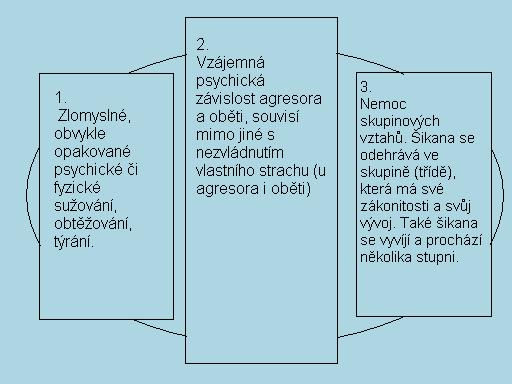 1.
Zlomyslné,
obvykle
opakované
psychické či
fyzické
sužování,
obtěžování,
týrání.
2.
Vzájemná
psychická
závislost agresora
a oběti, souvisí
mimo jiné s
nezvládnutím
vlastního strachu (u
agresora i oběti)
3.
Nemoc
skupinových
vztahů. Šikana se
odehrává ve
skupině (třídě),
která má své
zákonitosti a svůj
vývoj. Také šikana
se vyvíjí a prochází
několika stupni.